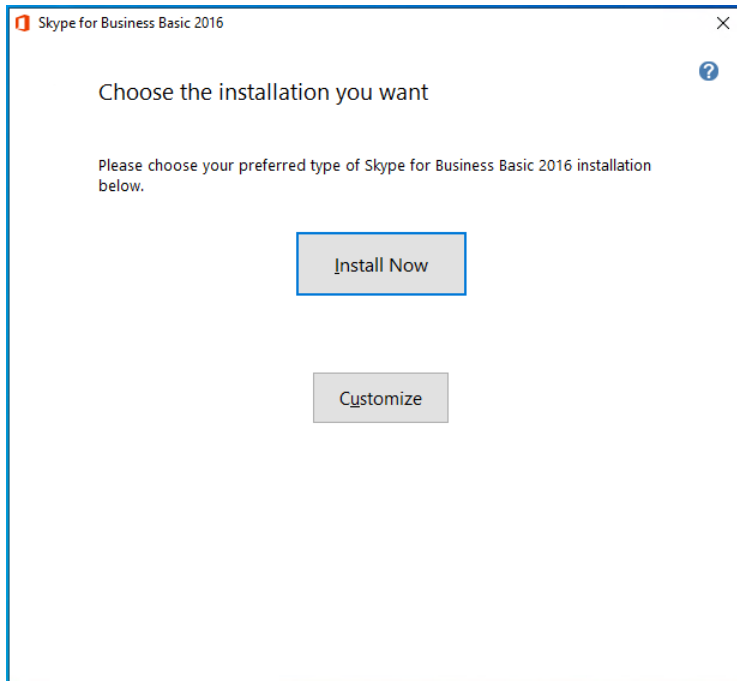 Skype for Business Basic 2016
Choose the installation you want
Please choose your preferred type of Skype for Business Basic 2016 installation
below.
Install Now
Customize